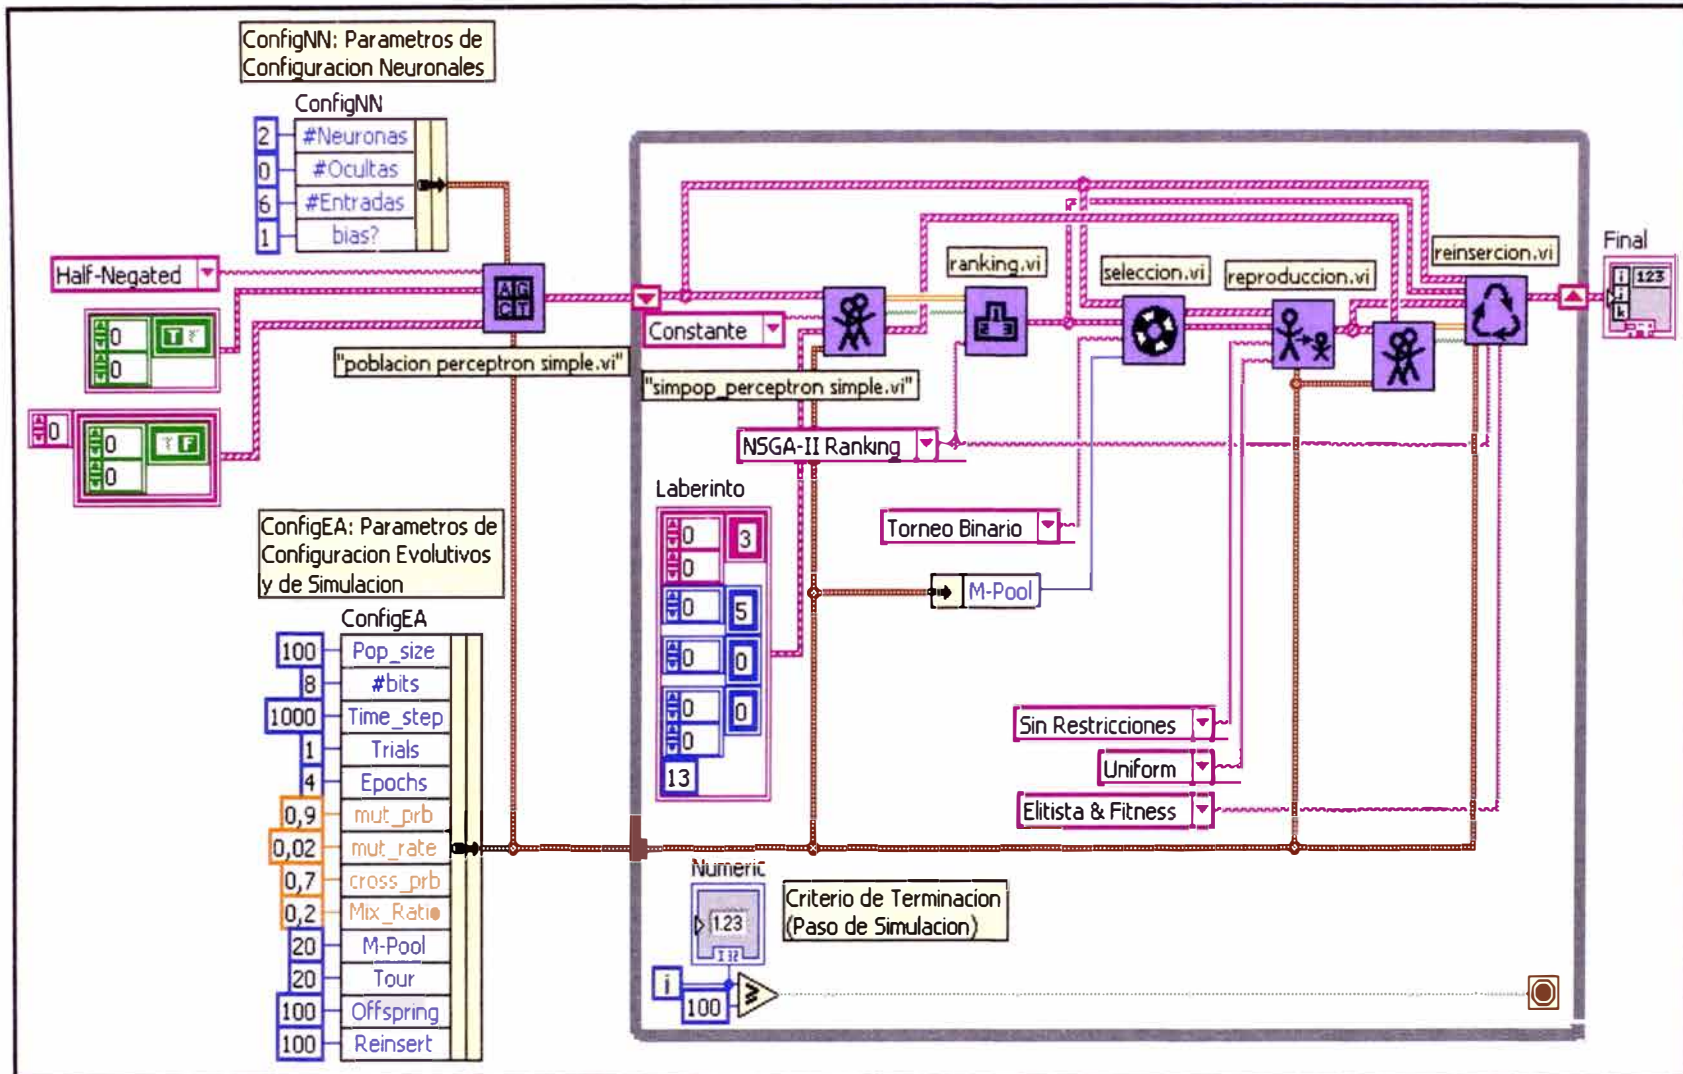 ConfigNN: Parametros de
Configuracion Neuronales
ConfigNN
2 #Neuronas
0 #Ocultas
6 #Entradas
1 bias?
Half-Negated
0 T F
0
0 0 F
0
AG
CT
"poblacion perceptron simple.vi"
ConfigEA: Parametros de
Configuracion Evolutivos
y de Simulacion
ConfigEA
100 Pop_size
8 #bits
1000 Time_step
1 Trials
4 Epochs
0,9 mut_prb
0,02 mut_rate
0,7 cross_prb
0,2 Mix_Ratio
20 M-Pool
20 Tour
100 Offspring
100 Reinsert
Constante
"simpop_perceptron simple.vi"
ranking.vi
seleccion.vi
reproduccion.vi
reinsercion.vi
Final
123
i
i
k
NSGA-II Ranking
Laberinto
0 3
0
0 5
0 0
0 0
0
13
Torneo Binario
M-Pool
Sin Restricciones
Uniform
Elitista & Fitness
Numeric
1.23
I32
Criterio de Terminacion
(Paso de Simulacion)
i
100